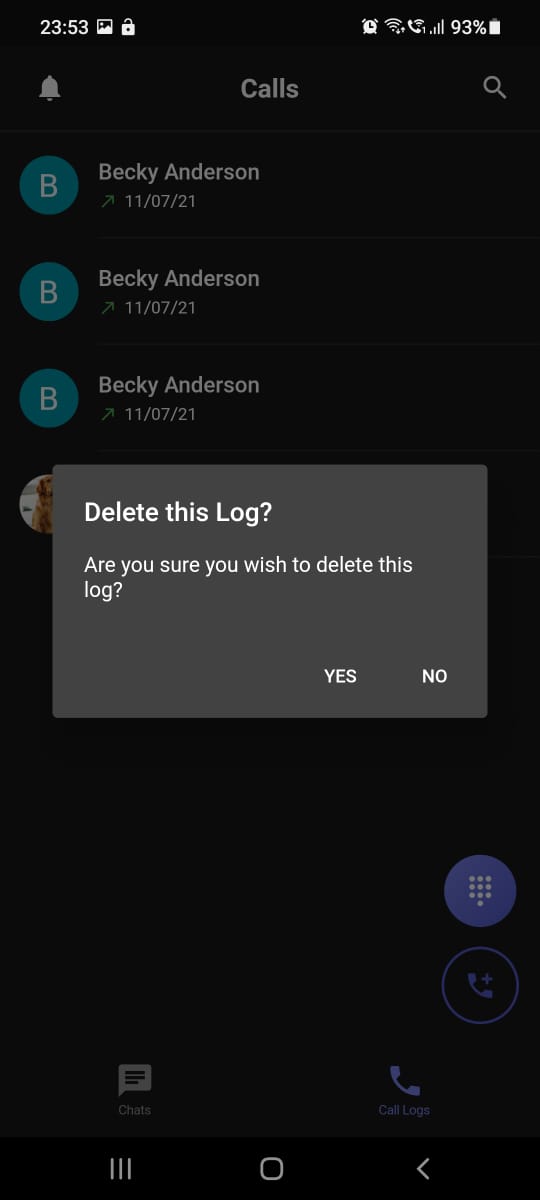 23:53 93%
Calls
B Becky Anderson
11/07/21
B Becky Anderson
11/07/21
B Becky Anderson
11/07/21
Delete this Log?
Are you sure you wish to delete this
log?
YES NO
Chats Call Logs